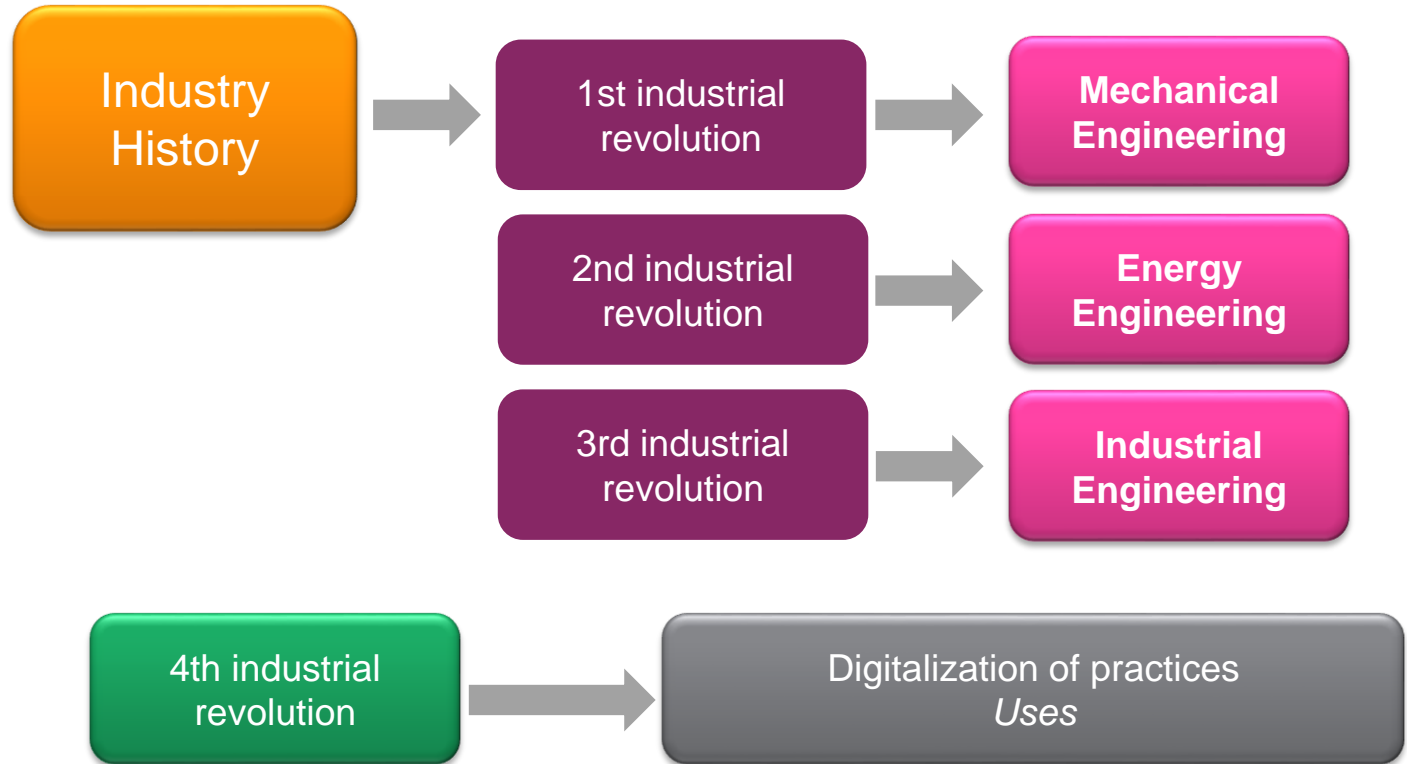 Industry
History
1st industrial
revolution
Mechanical
Engineering
2nd industrial
revolution
Energy
Engineering
3rd industrial
revolution
Industrial
Engineering
4th industrial
revolution
Digitalization of practices
Uses